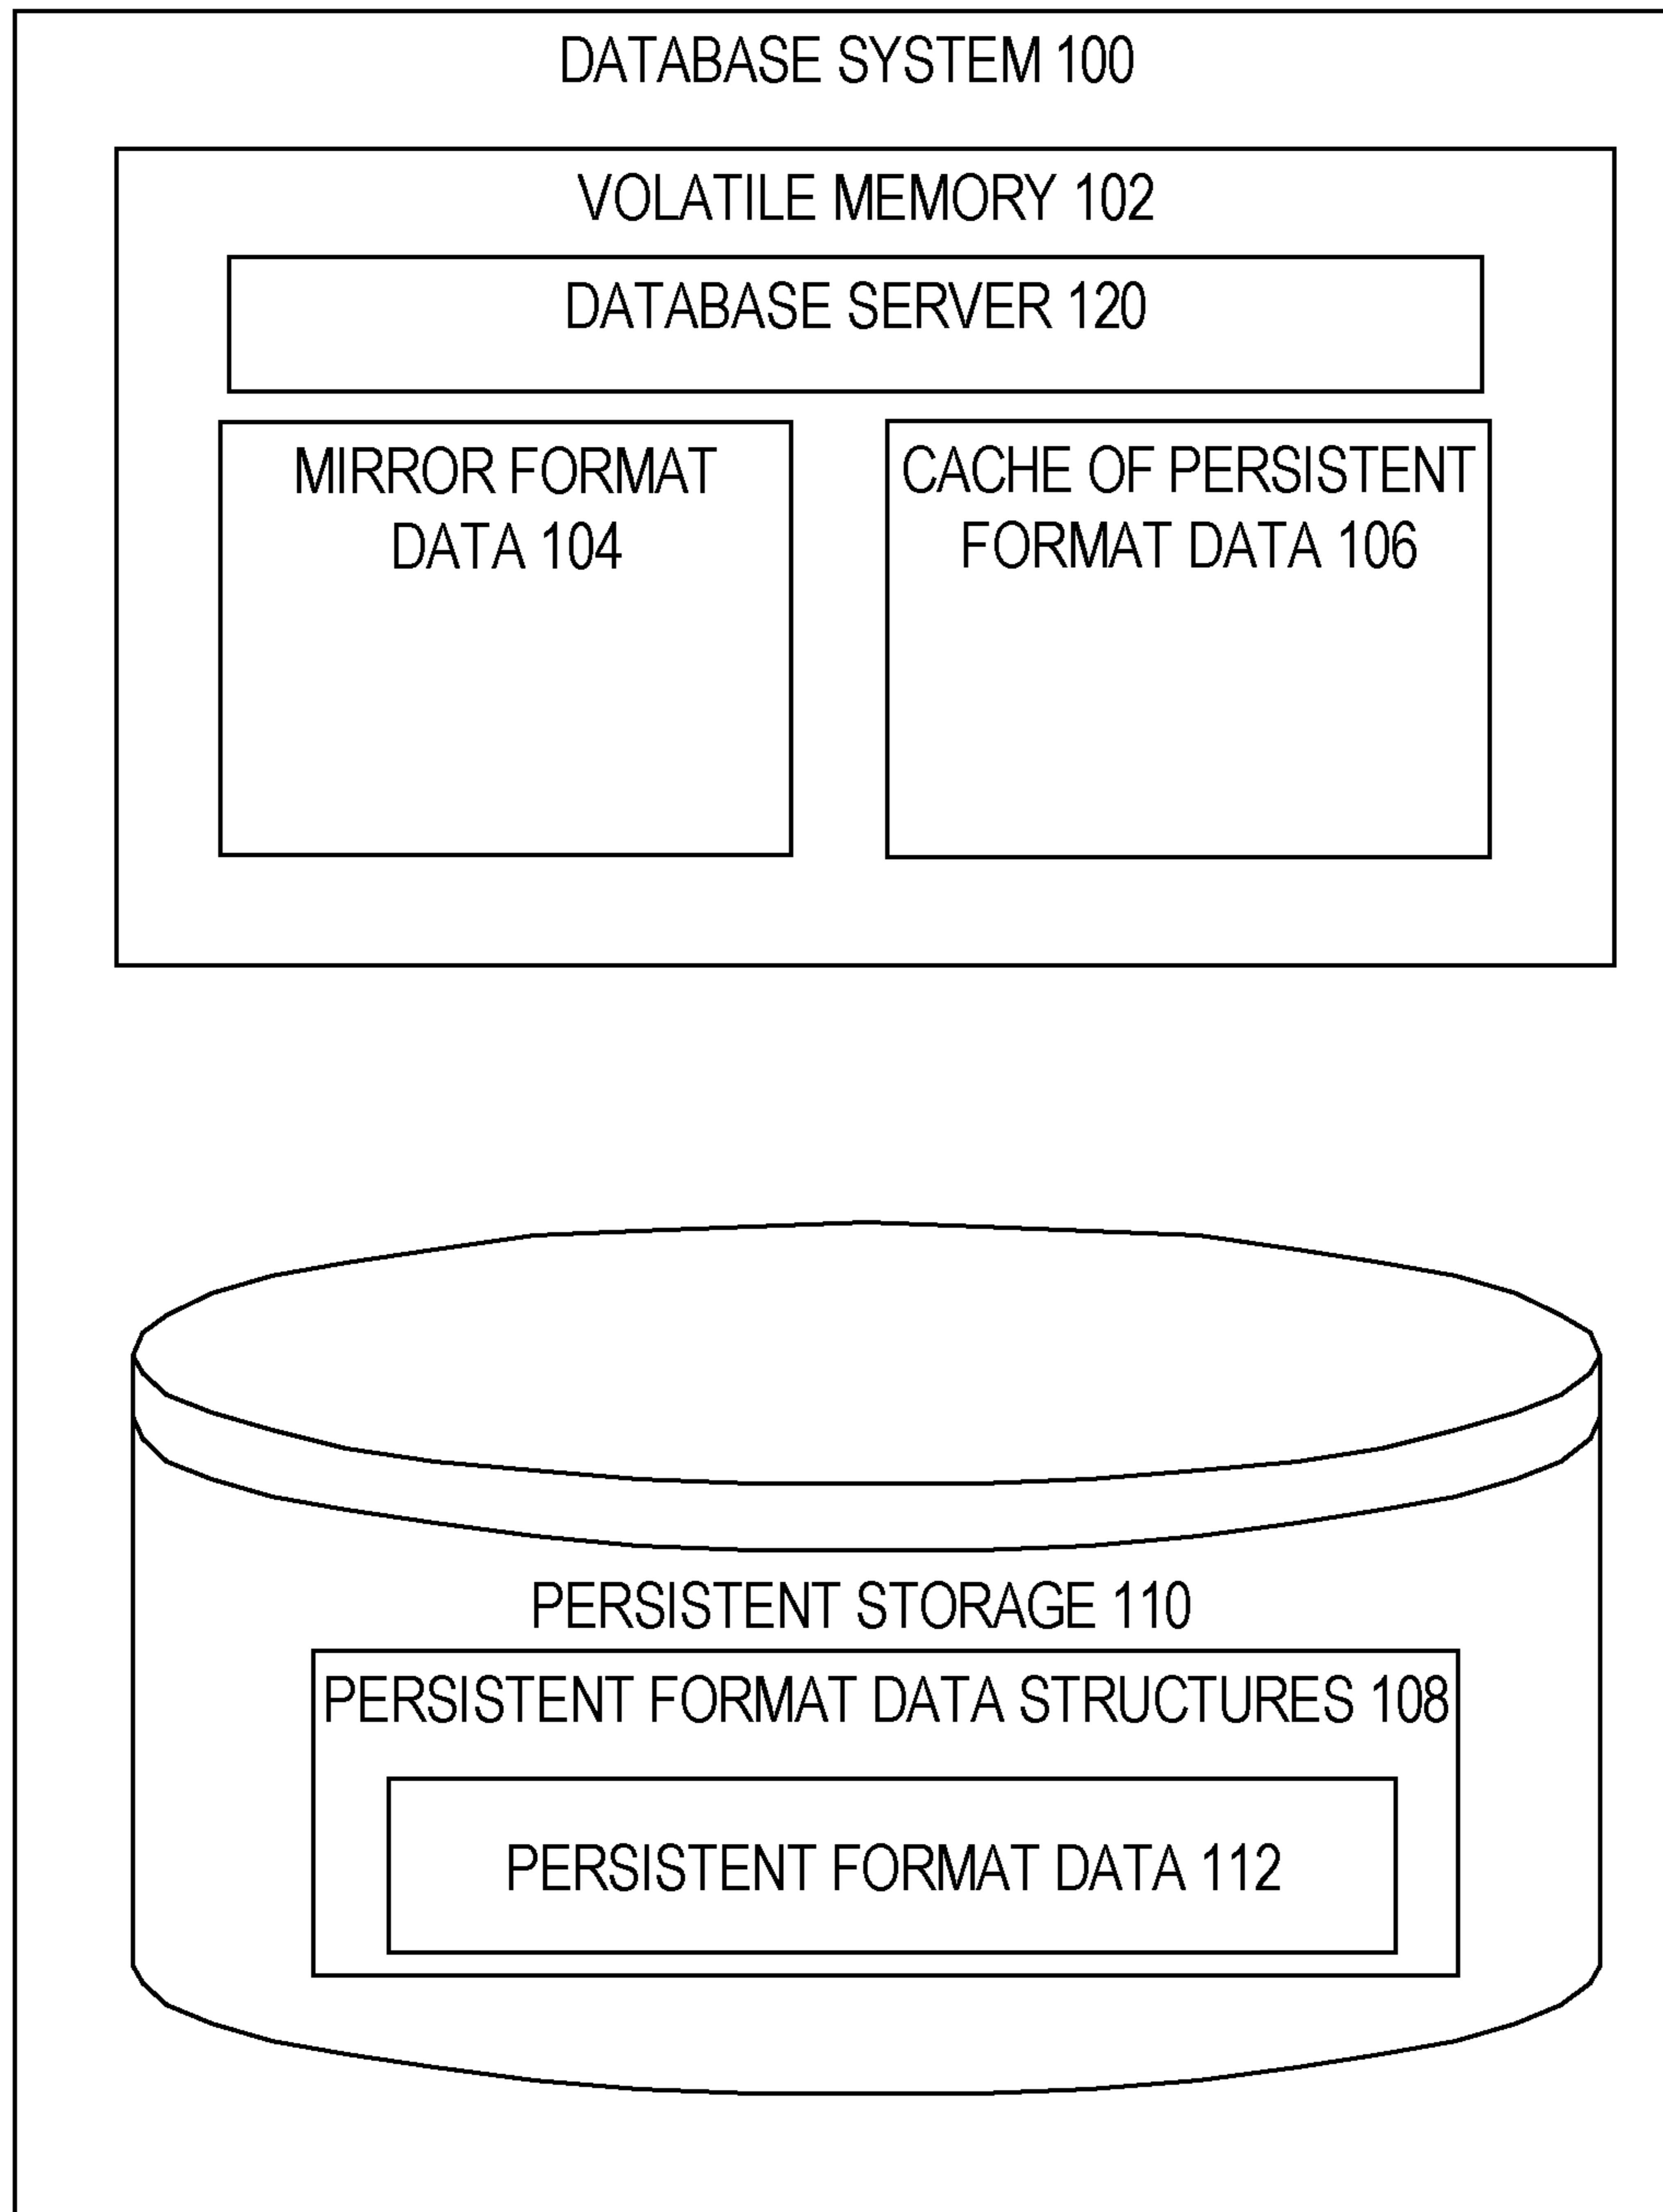 DATABASE SYSTEM 100
VOLATILE MEMORY 102
DATABASE SERVER 120
MIRROR FORMAT
DATA 104
CACHE OF PERSISTENT
FORMAT DATA 106
PERSISTENT STORAGE 110
PERSISTENT FORMAT DATA STRUCTURES 108
PERSISTENT FORMAT DATA 112